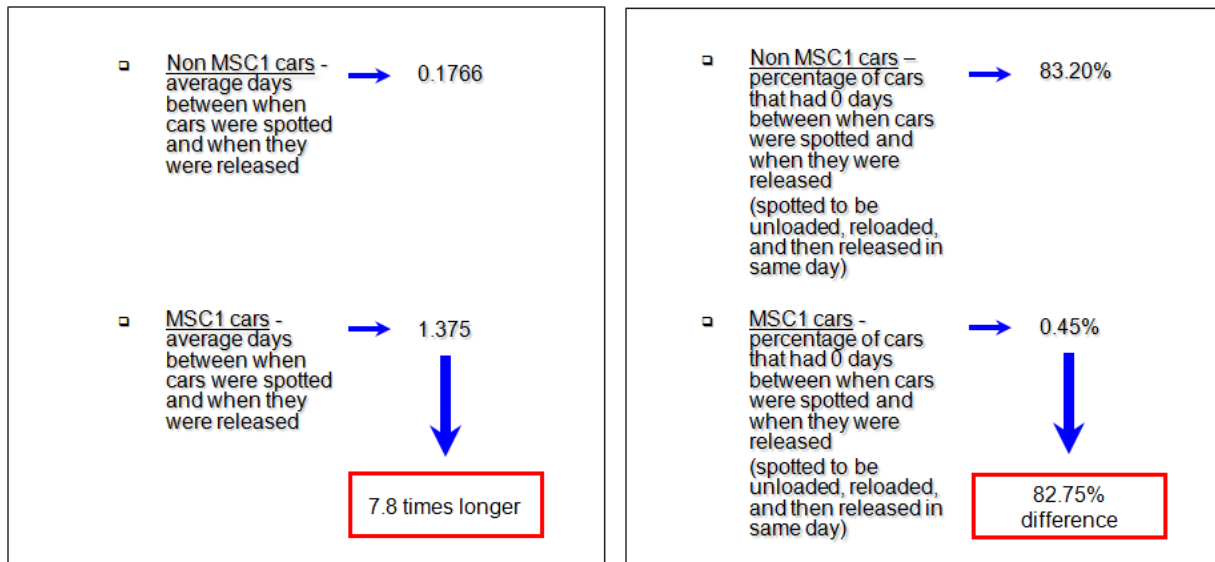 Non MSC1 cars -
average days
between when
cars were spotted
and when they
were released
0.1766
MSC1 cars -
average days
between when
cars were spotted
and when they
were released
1.375
7.8 times longer
Non MSC1 cars –
percentage of cars
that had 0 days
between when cars
were spotted and
when they were
released
(spotted to be
unloaded, reloaded,
and then released in
same day)
83.20%
MSC1 cars -
percentage of cars
that had 0 days
between when cars
were spotted and
when they were
released
(spotted to be
unloaded, reloaded,
and then released in
same day)
0.45%
82.75%
difference